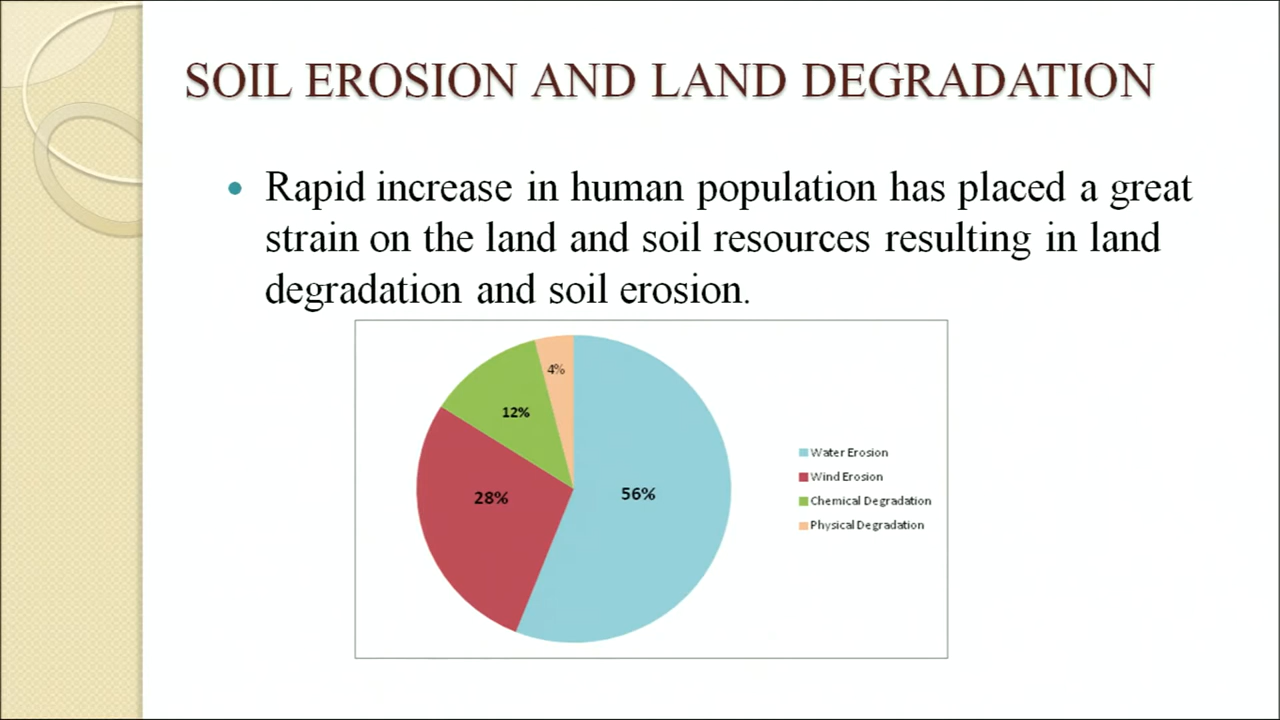 SOIL EROSION AND LAND DEGRADATION
• Rapid increase in human population has placed a great
strain on the land and soil resources resulting in land
degradation and soil erosion.
4%
12%
28%
56%
Water Erosion
Wind Erosion
Chemical Degradation
Physical Degradation